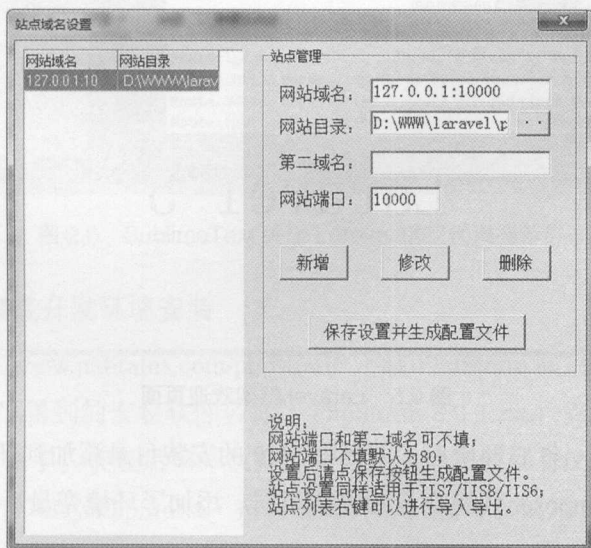 站点域名设置
网站域名 网站目录
127.0.0.1:10 D:\WWW\larav
站点管理
网站域名： 127.0.0.1:10000
网站目录： D:\WWW\laravel\p ..
第二域名：
网站端口： 10000
新增 修改 删除
保存设置并生成配置文件
说明：
网站端口和第二域名可不填；
网站端口不填默认为80；
设置后请点保存按钮生成配置文件。
站点设置同样适用于IIS7/IIS8/IIS6；
站点列表右键可以进行导入导出。